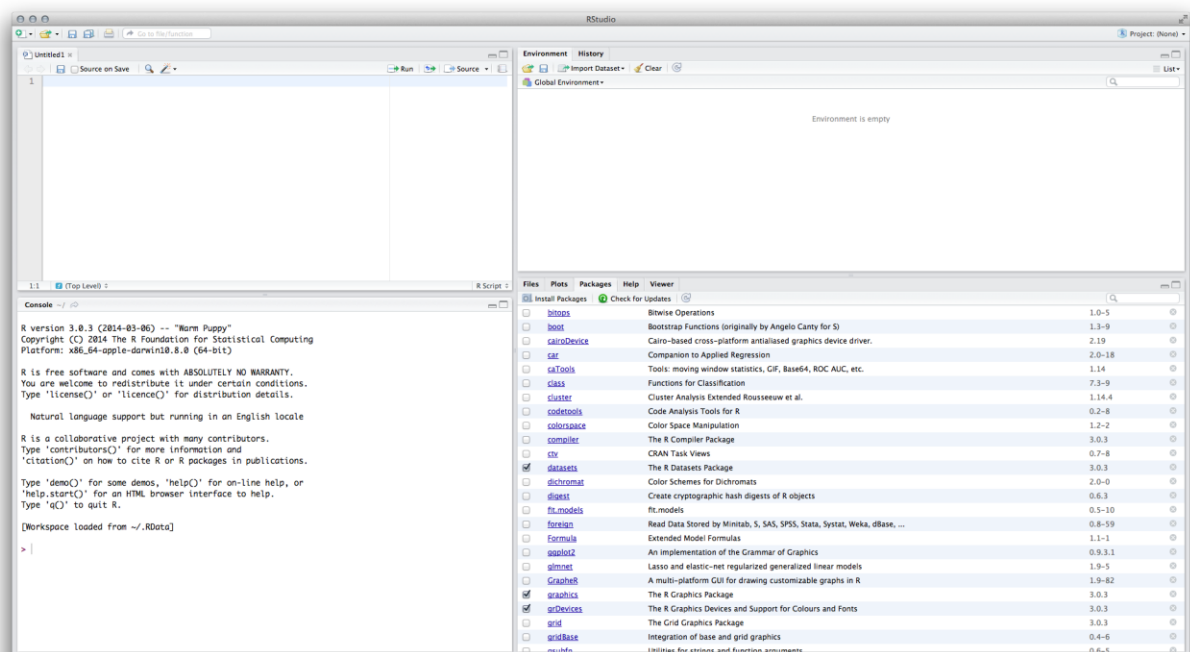 RStudio
Go to file/function
Project: (None)
Untitled1
Source on Save
Run
Source
1
1:1
(Top Level)
R Script
Console ~/
R version 3.0.3 (2014-03-06) -- "Warm Puppy"
Copyright (C) 2014 The R Foundation for Statistical Computing
Platform: x86_64-apple-darwin10.8.0 (64-bit)
R is free software and comes with ABSOLUTELY NO WARRANTY.
You are welcome to redistribute it under certain conditions.
Type 'license()' or 'licence()' for distribution details.
Natural language support but running in an English locale
R is a collaborative project with many contributors.
Type 'contributors()' for more information and
'citation()' on how to cite R or R packages in publications.
Type 'demo()' for some demos, 'help()' for on-line help, or
'help.start()' for an HTML browser interface to help.
Type 'q()' to quit R.
[Workspace loaded from ~/.RData]
>
Environment History
Import Dataset Clear List
Global Environment
Environment is empty
Files Plots Packages Help Viewer
Install Packages Check for Updates
bitops Bitwise Operations 1.0-5
boot Bootstrap Functions (originally by Angelo Canty for S) 1.3-9
cairoDevice Cairo-based cross-platform antialiased graphics device driver. 2.19
car Companion to Applied Regression 2.0-18
caTools Tools: moving window statistics, GIF, Base64, ROC AUC, etc. 1.14
class Functions for Classification 7.3-9
cluster Cluster Analysis Extended Rousseeuw et al. 1.14.4
codetools Code Analysis Tools for R 0.2-8
colorspace Color Space Manipulation 1.2-2
compiler The R Compiler Package 3.0.3
ctv CRAN Task Views 0.7-8
datasets The R Datasets Package 3.0.3
dichromat Color Schemes for Dichromats 2.0-0
digest Create cryptographic hash digests of R objects 0.6.3
fit.models fit.models 0.5-10
foreign Read Data Stored by Minitab, S, SAS, SPSS, Stata, Systat, Weka, dBase, ... 0.8-59
Formula Extended Model Formulas 1.1-1
ggplot2 An implementation of the Grammar of Graphics 0.9.3.1
glmnet Lasso and elastic-net regularized generalized linear models 1.9-5
GrapheR A multi-platform GUI for drawing customizable graphs in R 1.9-82
graphics The R Graphics Package 3.0.3
grDevices The R Graphics Devices and Support for Colours and Fonts 3.0.3
grid The Grid Graphics Package 3.0.3
gridBase Integration of base and grid graphics 0.4-6
gsubfn Utilities for strings and function arguments 0.6-5